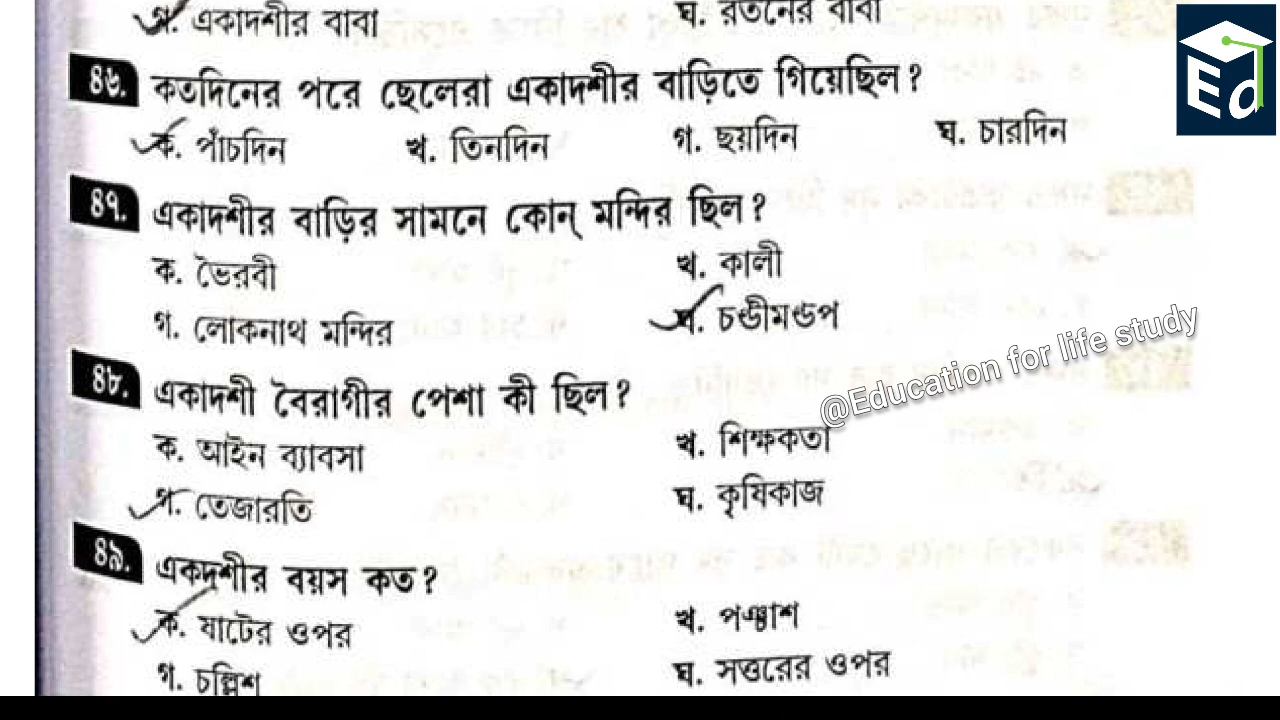 গ. একাদশীর বাবা ঘ. রতনের বাবা
Ed
৪৬. কতদিনের পরে ছেলেরা একাদশীর বাড়িতে গিয়েছিল?
ক. পাঁচদিন খ. তিনদিন গ. ছয়দিন ঘ. চারদিন
৪৭. একাদশীর বাড়ির সামনে কোন্ মন্দির ছিল?
ক. ভৈরবী খ. কালী
গ. লোকনাথ মন্দির ঘ. চণ্ডীমণ্ডপ
@Education for life study
৪৮. একাদশী বৈরাগীর পেশা কী ছিল?
ক. আইন ব্যাবসা খ. শিক্ষকতা
গ. তেজারতি ঘ. কৃষিকাজ
৪৯. একদশীর বয়স কত?
ক. ষাটের ওপর খ. পঞ্চাশ
গ. চল্লিশ ঘ. সত্তরের ওপর